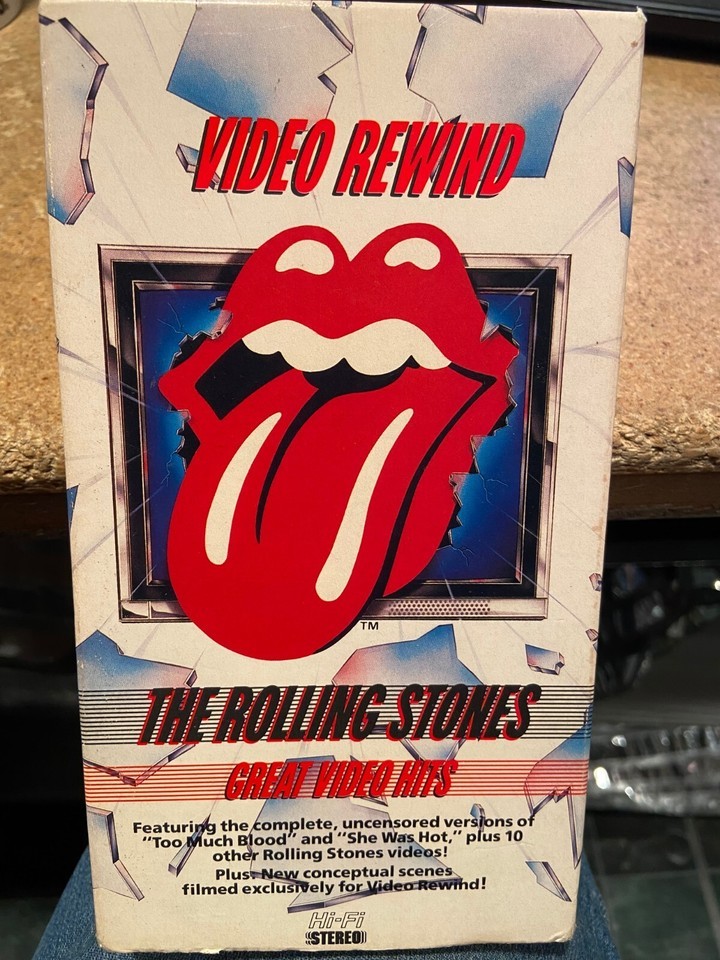 VIDEO REWIND
TM
THE ROLLING STONES
GREAT VIDEO HITS
Featuring the complete, uncensored versions of
"Too Much Blood" and "She Was Hot," plus 10
other Rolling Stones videos!
Plus: New conceptual scenes
filmed exclusively for Video Rewind!
Hi-Fi
STEREO